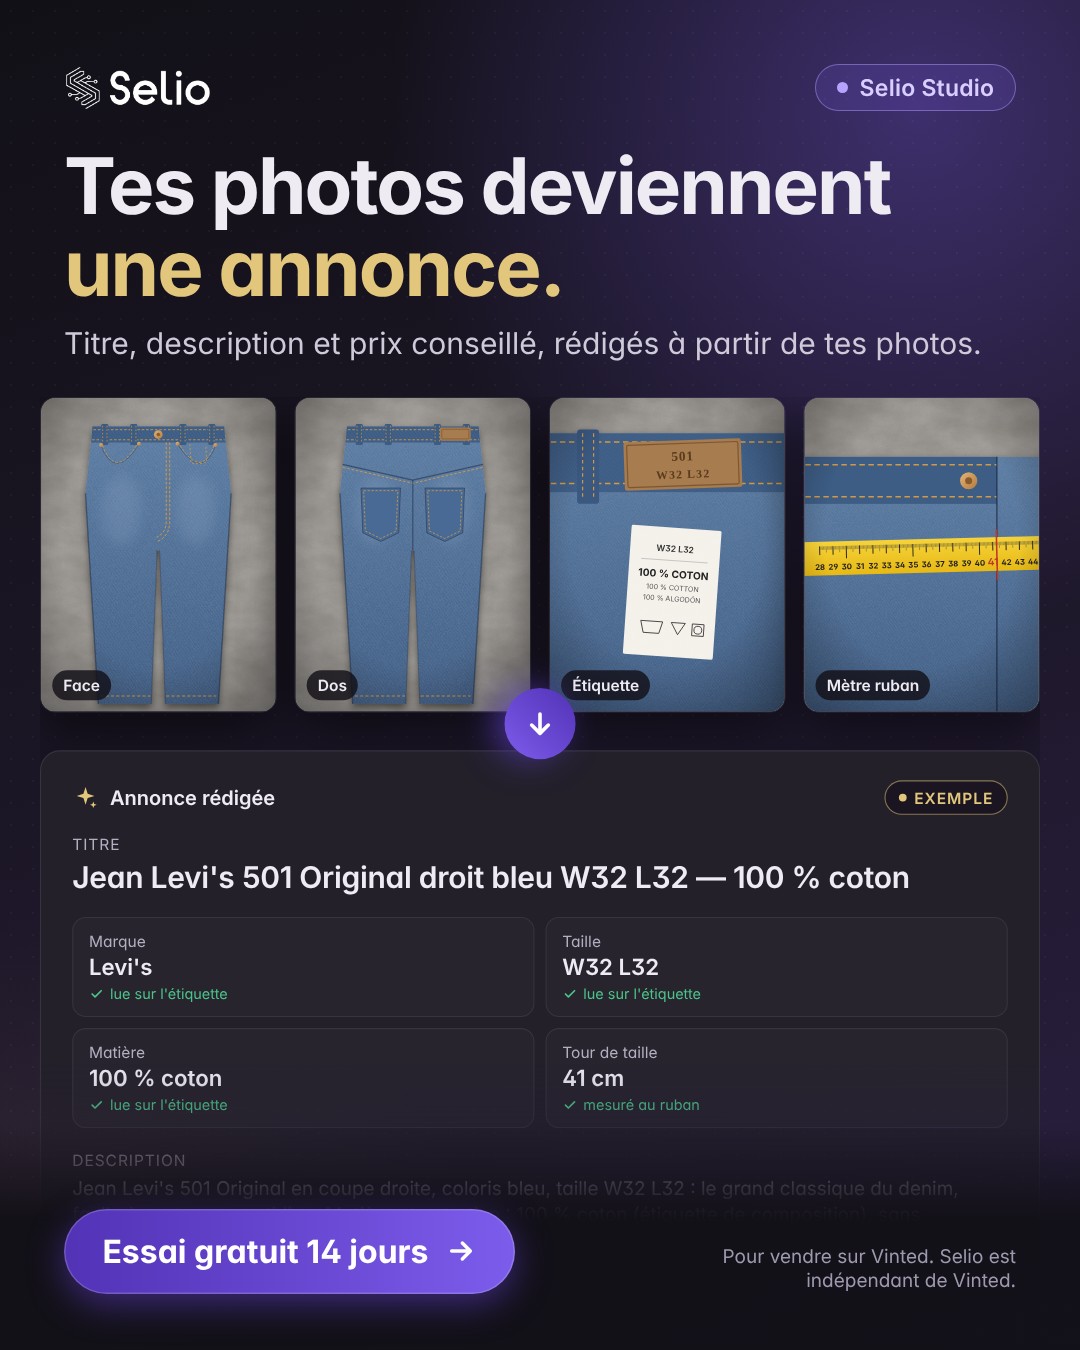 Selio
Selio Studio
Tes photos deviennent
une annonce.
Titre, description et prix conseillé, rédigés à partir de tes photos.
Face
Dos
501
W32 L32
W32 L32
100 % COTON
100 % COTTON
100 % ALGODÓN
Étiquette
28 29 30 31 32 33 34 35 36 37 38 39 40 41 42 43 44
Mètre ruban
Annonce rédigée
EXEMPLE
TITRE
Jean Levi's 501 Original droit bleu W32 L32 — 100 % coton
Marque
Levi's
lue sur l'étiquette
Taille
W32 L32
lue sur l'étiquette
Matière
100 % coton
lue sur l'étiquette
Tour de taille
41 cm
mesuré au ruban
DESCRIPTION
Jean Levi's 501 Original en coupe droite, coloris bleu, taille W32 L32 : le grand classique du denim,
100 % coton (étiquette de composition), sans
Essai gratuit 14 jours
Pour vendre sur Vinted. Selio est
indépendant de Vinted.